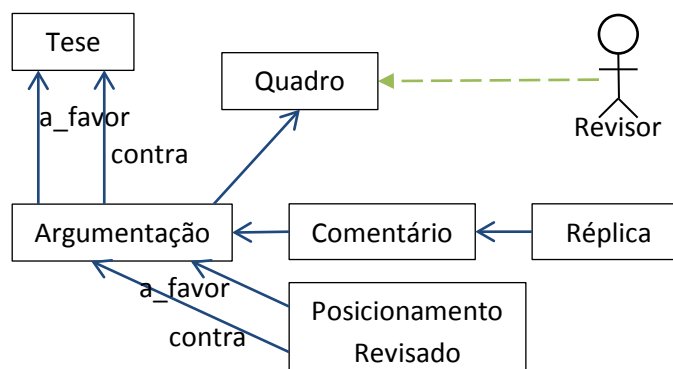 Tese
Quadro
Revisor
a_favor
contra
Argumentação
Comentário
Réplica
a_favor
contra
Posicionamento
Revisado